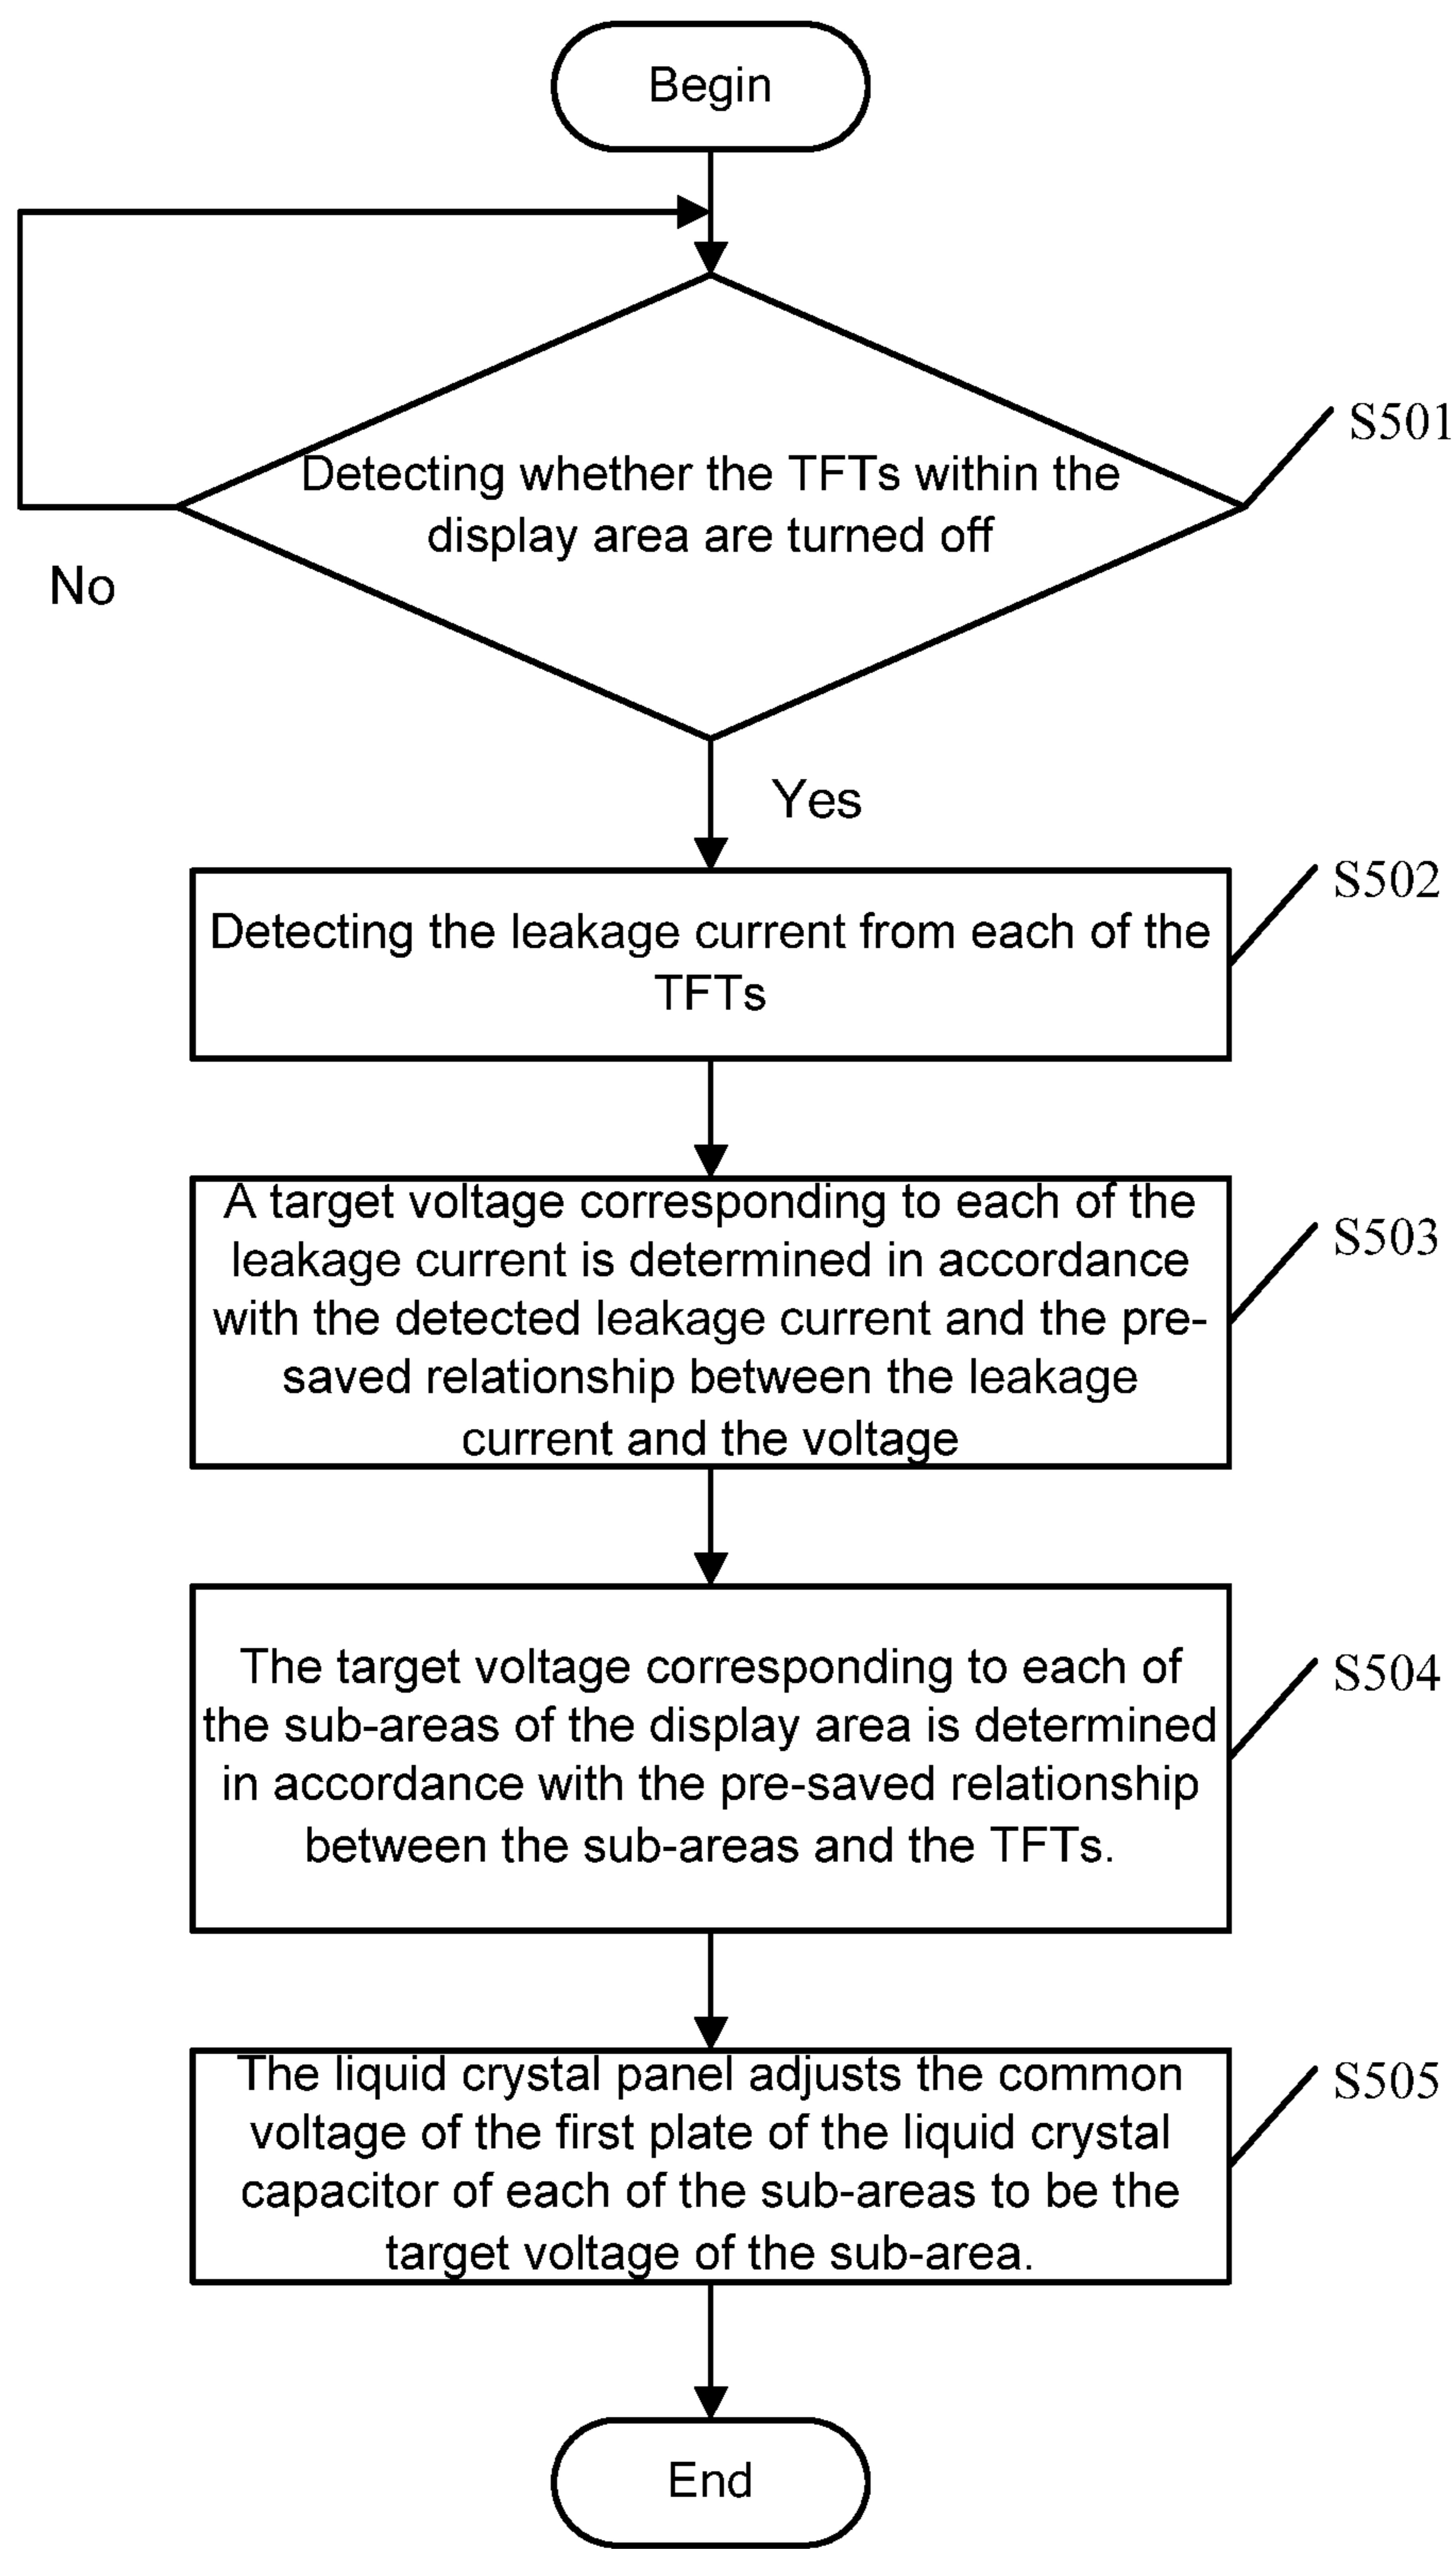 Begin
Detecting whether the TFTs within the
display area are turned off
S501
No
Yes
Detecting the leakage current from each of the
TFTs
S502
A target voltage corresponding to each of the
leakage current is determined in accordance
with the detected leakage current and the pre-
saved relationship between the leakage
current and the voltage
S503
The target voltage corresponding to each of
the sub-areas of the display area is determined
in accordance with the pre-saved relationship
between the sub-areas and the TFTs.
S504
The liquid crystal panel adjusts the common
voltage of the first plate of the liquid crystal
capacitor of each of the sub-areas to be the
target voltage of the sub-area.
S505
End